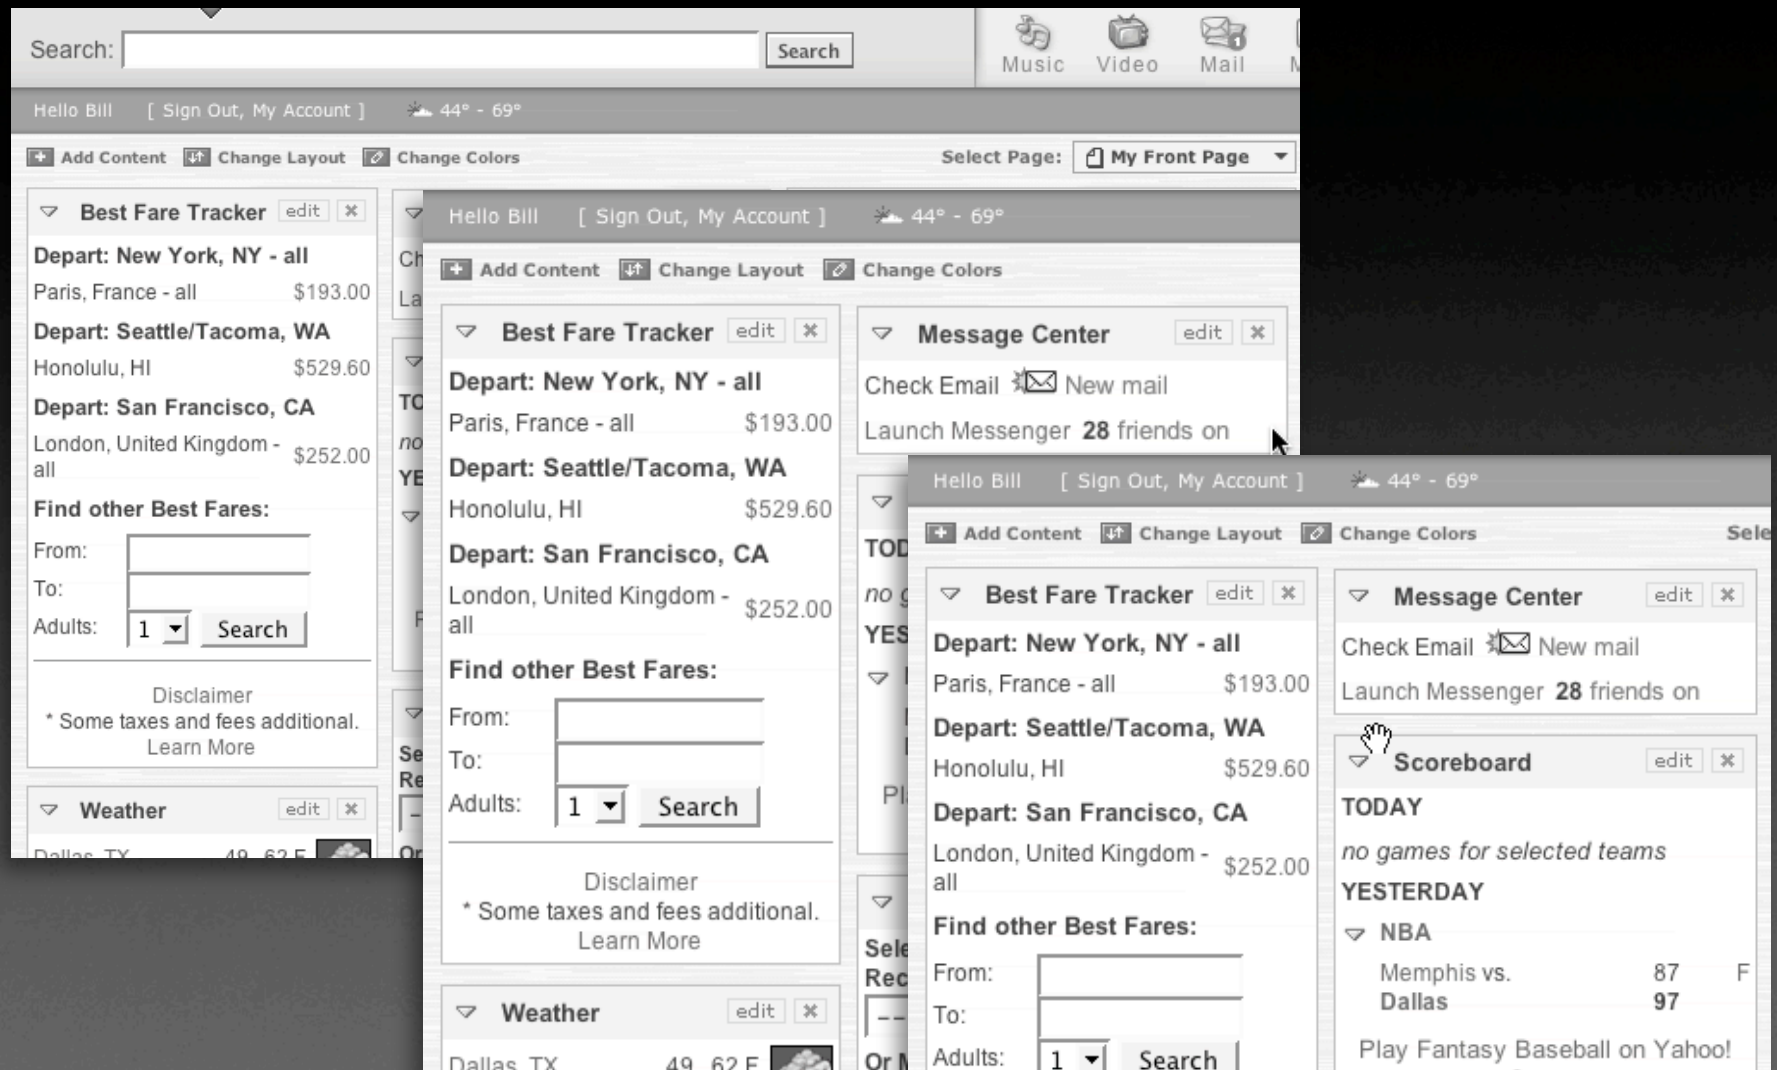 Search:
Search
Music
Video
Mail
1
Hello Bill [ Sign Out, My Account ] 44° - 69°
Add Content Change Layout Change Colors
Select Page: My Front Page
Best Fare Tracker edit
Depart: New York, NY - all
Paris, France - all $193.00
Depart: Seattle/Tacoma, WA
Honolulu, HI $529.60
Depart: San Francisco, CA
London, United Kingdom - $252.00
all
Find other Best Fares:
From:
To:
Adults: 1 Search
Disclaimer
* Some taxes and fees additional.
Learn More
Weather edit
Dallas, TX 49 62 F
Hello Bill [ Sign Out, My Account ] 44° - 69°
Add Content Change Layout Change Colors
Best Fare Tracker edit
Depart: New York, NY - all
Paris, France - all $193.00
Depart: Seattle/Tacoma, WA
Honolulu, HI $529.60
Depart: San Francisco, CA
London, United Kingdom - $252.00
all
Find other Best Fares:
From:
To:
Adults: 1 Search
Disclaimer
* Some taxes and fees additional.
Learn More
Weather edit
Dallas, TX 49 62 F
Message Center edit
Check Email New mail
Launch Messenger 28 friends on
Hello Bill [ Sign Out, My Account ] 44° - 69°
Add Content Change Layout Change Colors
Best Fare Tracker edit
Depart: New York, NY - all
Paris, France - all $193.00
Depart: Seattle/Tacoma, WA
Honolulu, HI $529.60
Depart: San Francisco, CA
London, United Kingdom - $252.00
all
Find other Best Fares:
From:
To:
Adults: 1 Search
Message Center edit
Check Email New mail
Launch Messenger 28 friends on
Scoreboard edit
TODAY
no games for selected teams
YESTERDAY
NBA
Memphis vs. 87 F
Dallas 97
Play Fantasy Baseball on Yahoo!